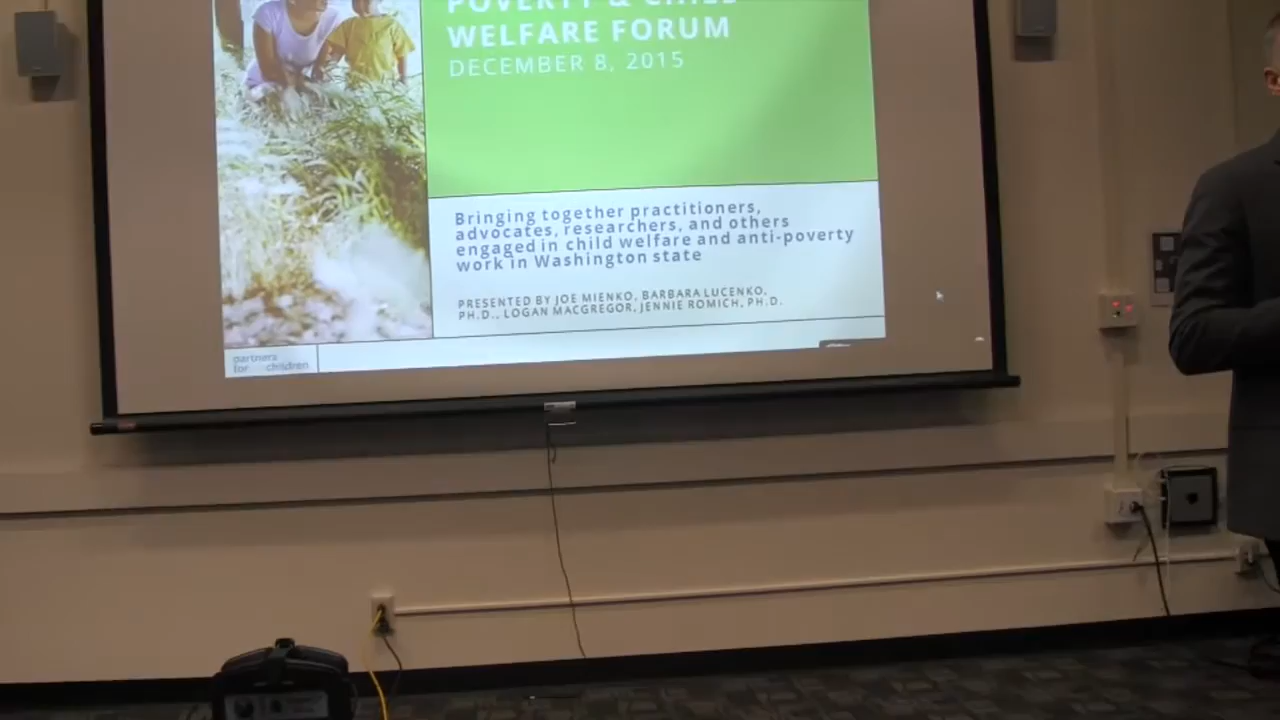 POVERTY & CHILD
WELFARE FORUM
DECEMBER 8, 2015
Bringing together practitioners,
advocates, researchers, and others
engaged in child welfare and anti-poverty
work in Washington state
PRESENTED BY JOE MIENKO, BARBARA LUCENKO,
PH.D., LOGAN MACGREGOR, JENNIE ROMICH, PH.D.
partners
for children